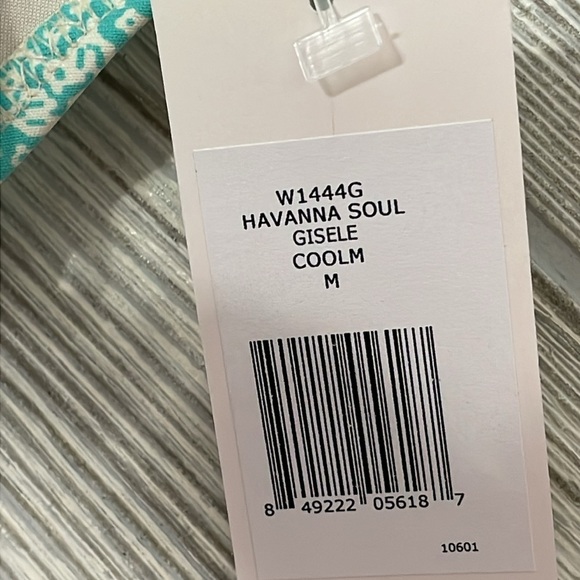 W1444G
HAVANNA SOUL
GISELE
COOLM
M
8 49222 05618 7
10601